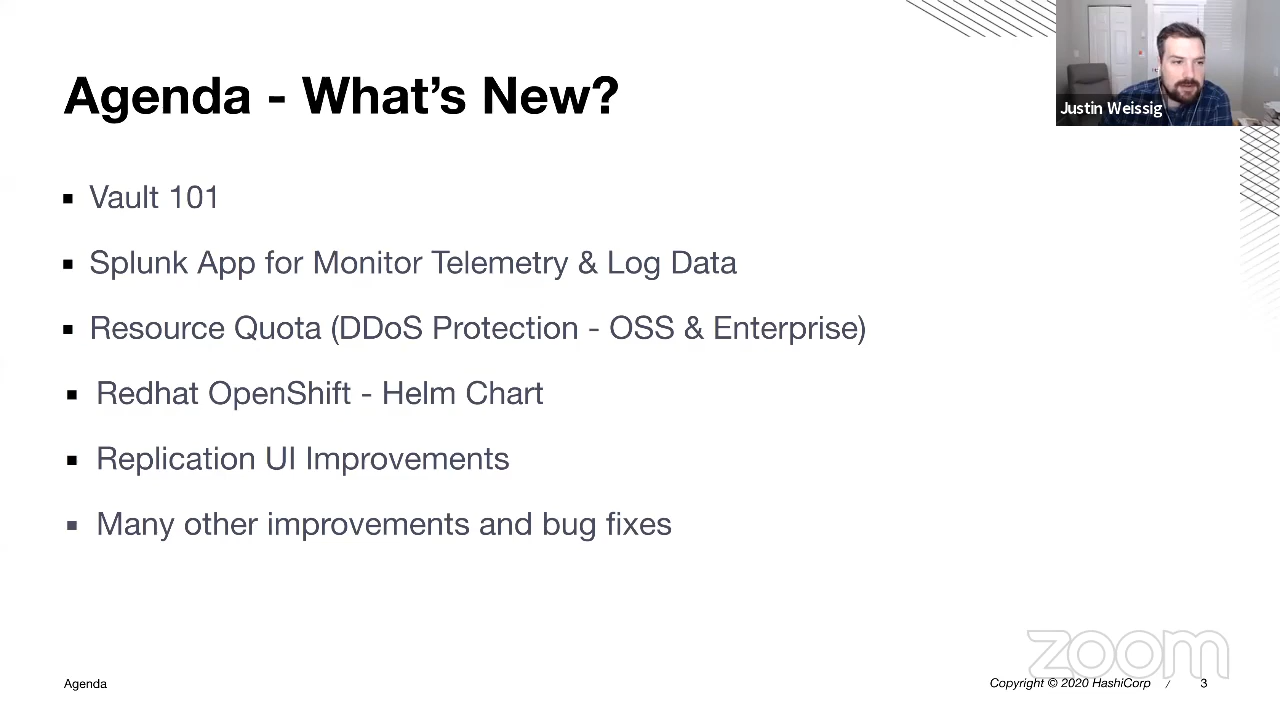 Agenda - What's New?
Justin Weissig
▪ Vault 101
▪ Splunk App for Monitor Telemetry & Log Data
▪ Resource Quota (DDoS Protection - OSS & Enterprise)
▪ Redhat OpenShift - Helm Chart
▪ Replication UI Improvements
▪ Many other improvements and bug fixes
zoom
Agenda
Copyright © 2020 HashiCorp / 3